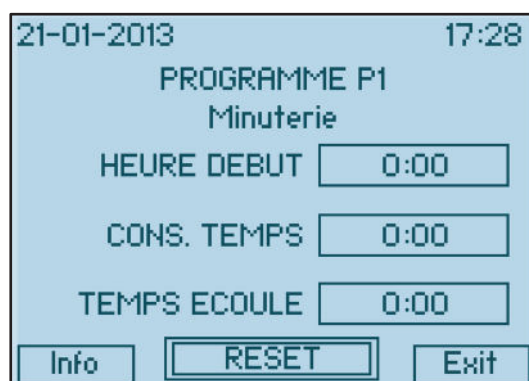 21-01-2013 17:28
PROGRAMME P1
Minuterie
HEURE DEBUT 0:00
CONS. TEMPS 0:00
TEMPS ECOULE 0:00
Info RESET Exit